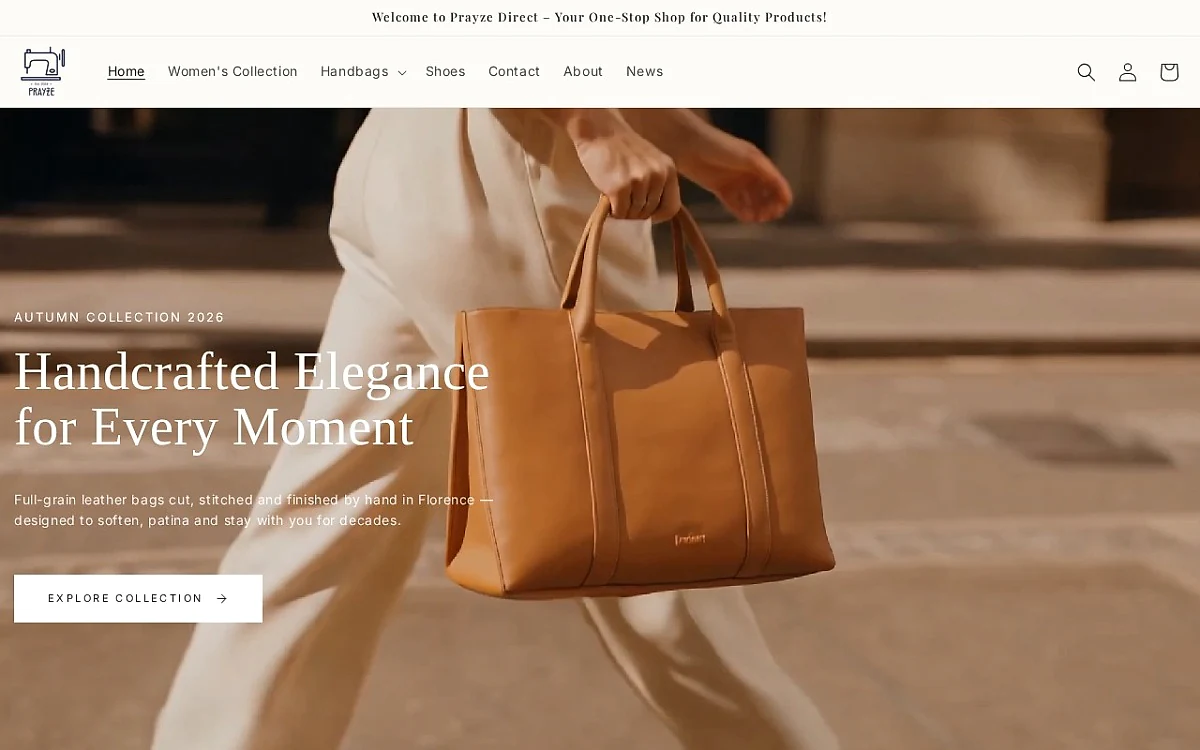 Welcome to Prayze Direct – Your One-Stop Shop for Quality Products!
PRAYZE
Home Women's Collection Handbags Shoes Contact About News
AUTUMN COLLECTION 2026
Handcrafted Elegance
for Every Moment
Full-grain leather bags cut, stitched and finished by hand in Florence —
designed to soften, patina and stay with you for decades.
EXPLORE COLLECTION